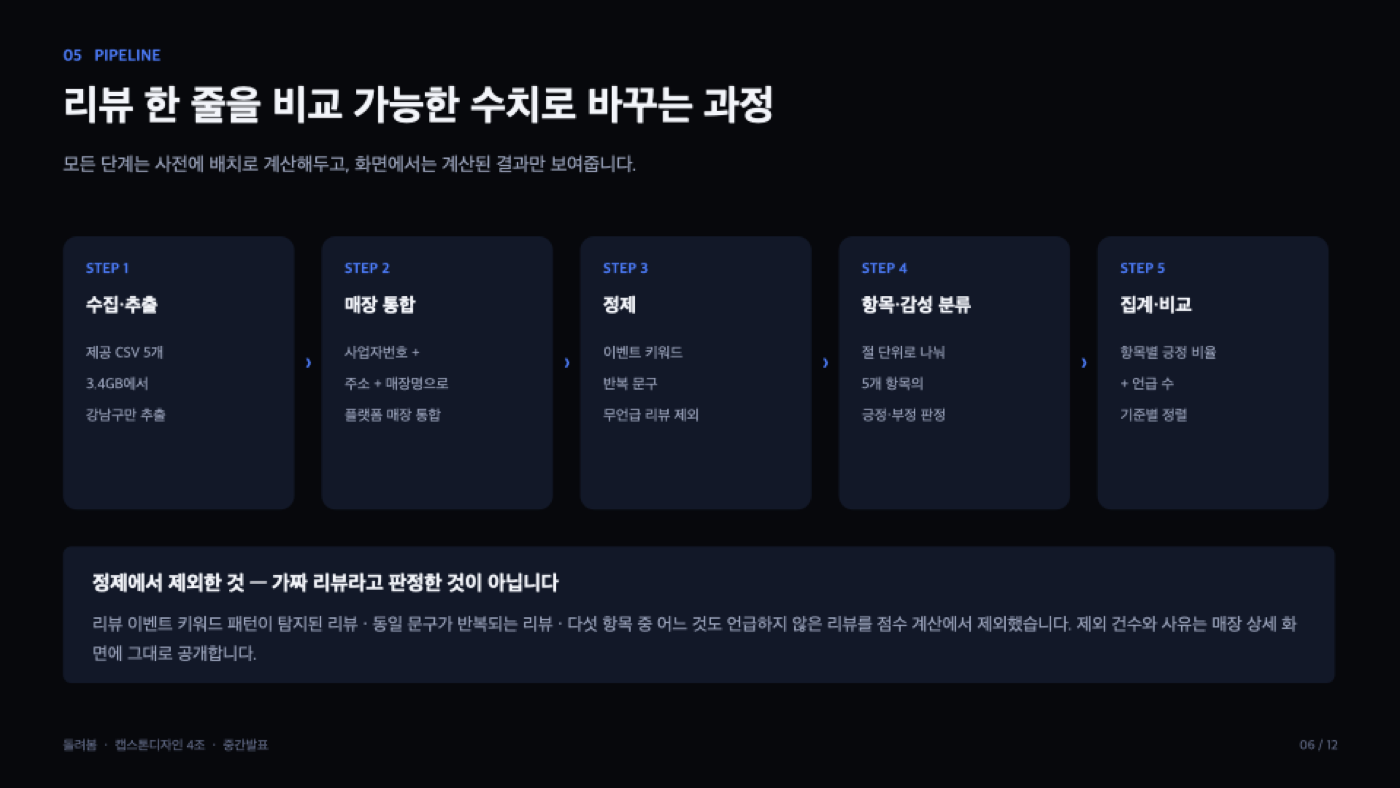 05 PIPELINE
리뷰 한 줄을 비교 가능한 수치로 바꾸는 과정
모든 단계는 사전에 배치로 계산해두고, 화면에서는 계산된 결과만 보여줍니다.
STEP 1
수집·추출
제공 CSV 5개
3.4GB에서
강남구만 추출
›
STEP 2
매장 통합
사업자번호 +
주소 + 매장명으로
플랫폼 매장 통합
›
STEP 3
정제
이벤트 키워드
반복 문구
무언급 리뷰 제외
›
STEP 4
항목·감성 분류
절 단위로 나눠
5개 항목의
긍정·부정 판정
›
STEP 5
집계·비교
항목별 긍정 비율
+ 언급 수
기준별 정렬
정제에서 제외한 것 — 가짜 리뷰라고 판정한 것이 아닙니다
리뷰 이벤트 키워드 패턴이 탐지된 리뷰 · 동일 문구가 반복되는 리뷰 · 다섯 항목 중 어느 것도 언급하지 않은 리뷰를 점수 계산에서 제외했습니다. 제외 건수와 사유는 매장 상세 화
면에 그대로 공개합니다.
돌려봄 · 캡스톤디자인 4조 · 중간발표
06 / 12